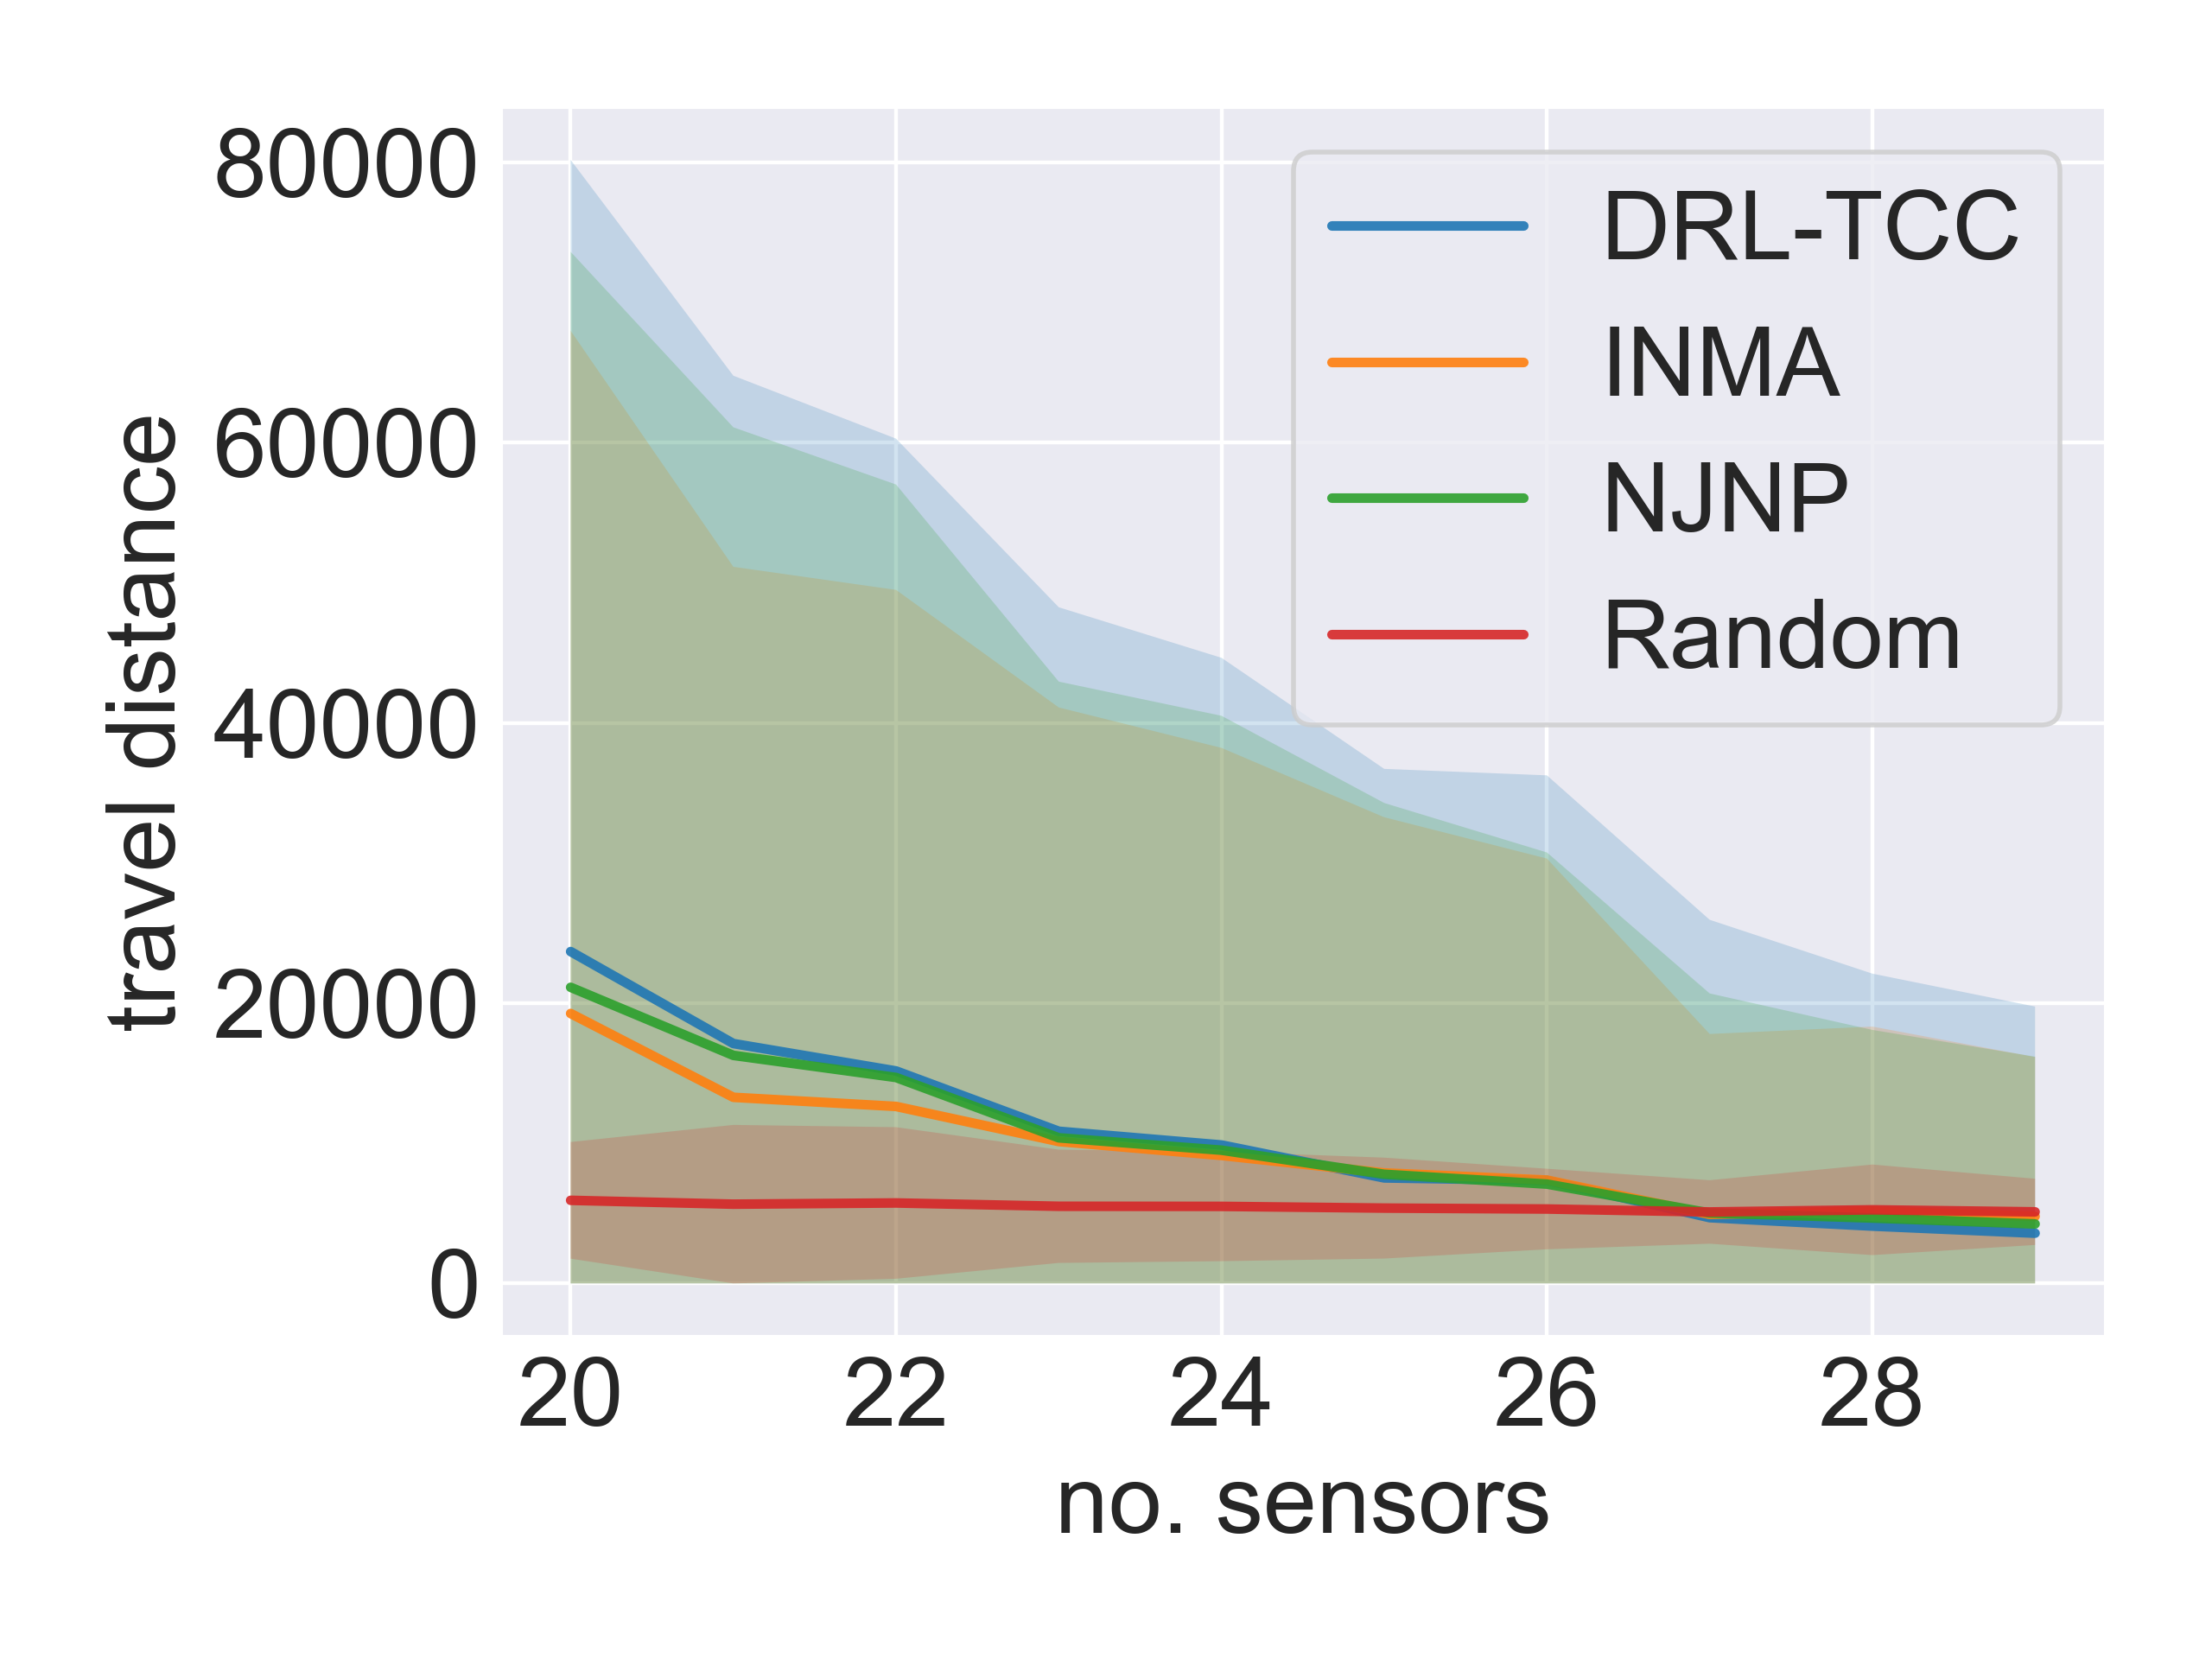 travel distance
80000
60000
40000
20000
0
20 22 24 26 28
no. sensors
DRL-TCC
INMA
NJNP
Random